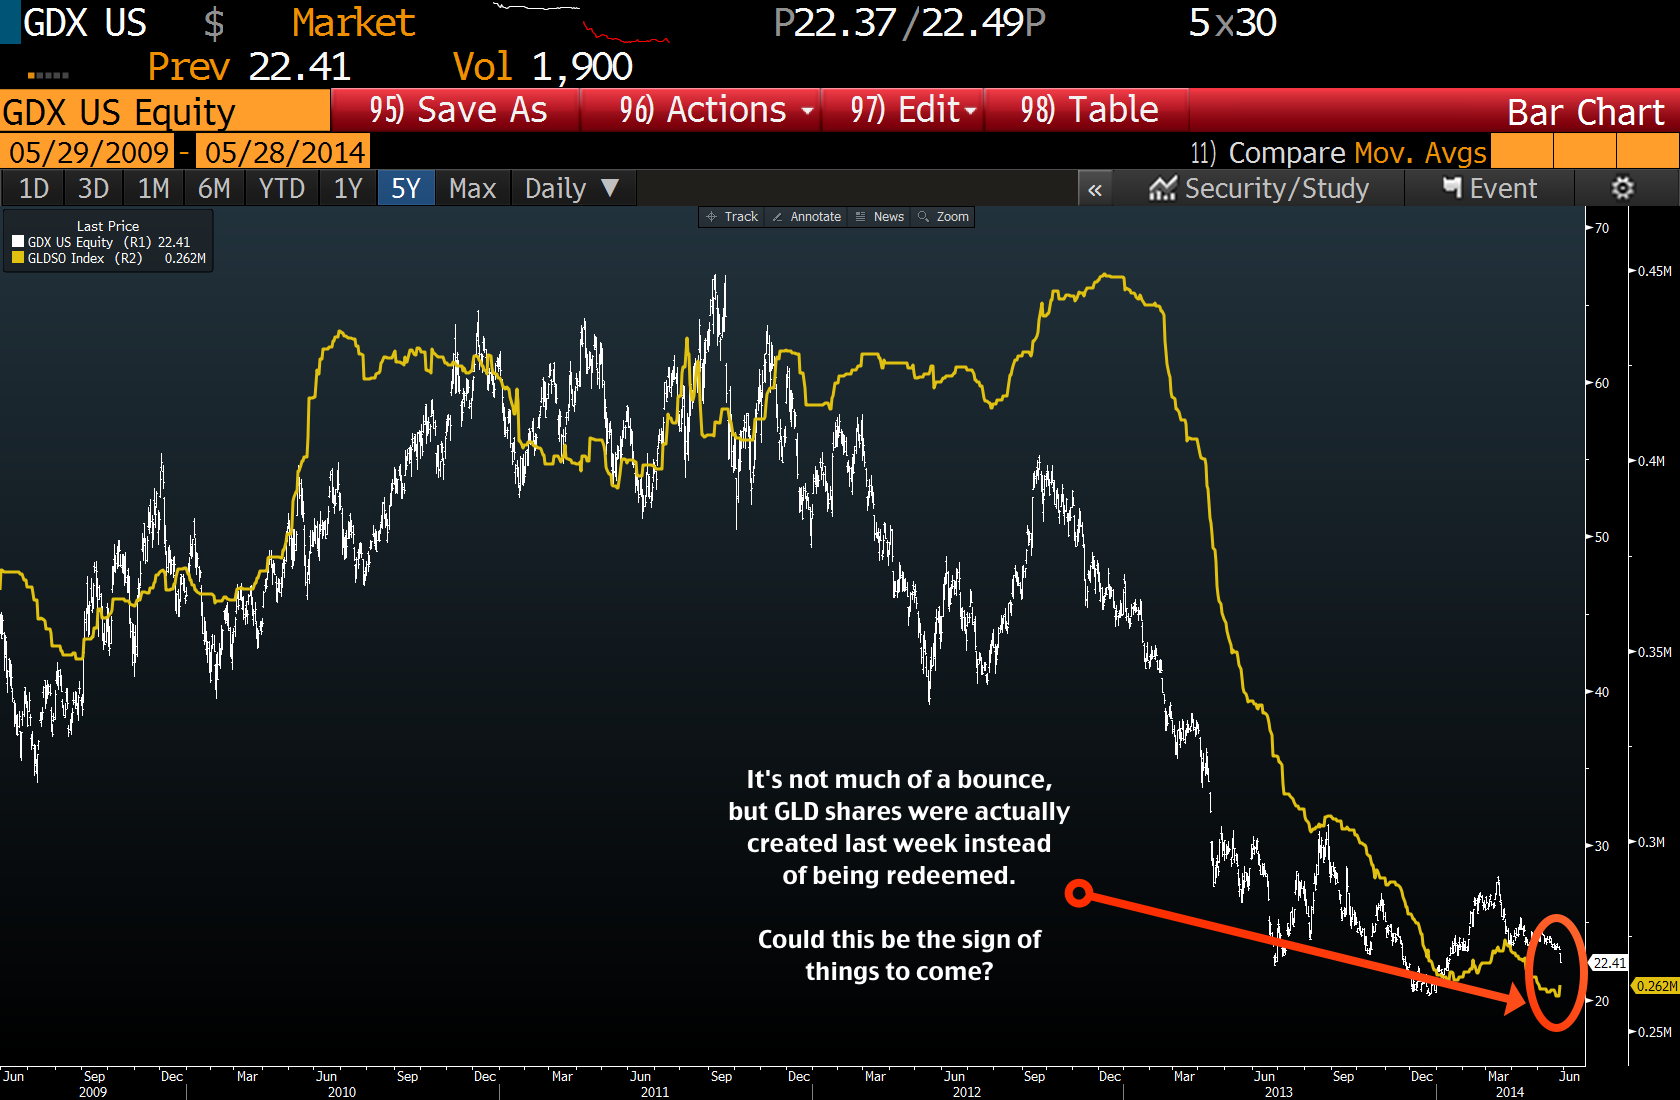 GDX US $ Market P22.37/22.49P 5x30
Prev 22.41 Vol 1,900
GDX US Equity 95) Save As 96) Actions 97) Edit 98) Table Bar Chart
05/29/2009 - 05/28/2014 11) Compare Mov. Avgs
1D 3D 1M 6M YTD 1Y 5Y Max Daily ▼ « Security/Study Event
Track Annotate News Zoom
Last Price
GDX US Equity (R1) 22.41
GLDSO Index (R2) 0.262M
70
0.45M
60
0.4M
50
0.35M
40
It's not much of a bounce,
but GLD shares were actually
created last week instead
of being redeemed.
Could this be the sign of
things to come?
0.3M
30
22.41
0.262M
20
0.25M
Jun Sep Dec Mar Jun Sep Dec Mar Jun Sep Dec Mar Jun Sep Dec Mar Jun Sep Dec Mar Jun
2009 2010 2011 2012 2013 2014